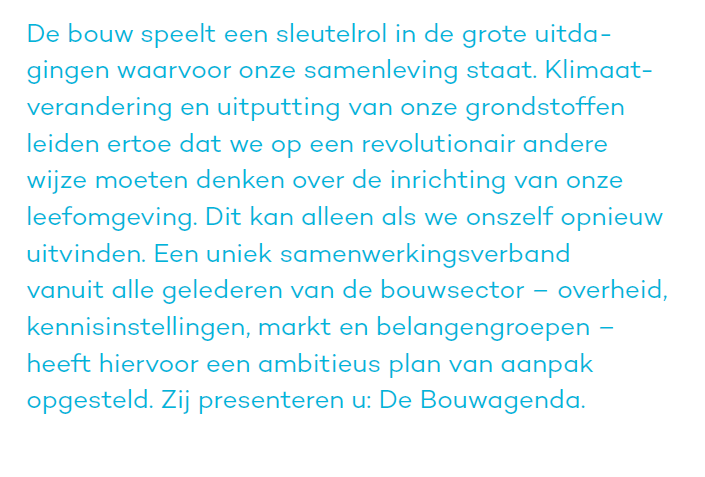 De bouw speelt een sleutelrol in de grote uitda-
gingen waarvoor onze samenleving staat. Klimaat-
verandering en uitputting van onze grondstoffen
leiden ertoe dat we op een revolutionair andere
wijze moeten denken over de inrichting van onze
leefomgeving. Dit kan alleen als we onszelf opnieuw
uitvinden. Een uniek samenwerkingsverband
vanuit alle gelederen van de bouwsector – overheid,
kennisinstellingen, markt en belangengroepen –
heeft hiervoor een ambitieus plan van aanpak
opgesteld. Zij presenteren u: De Bouwagenda.